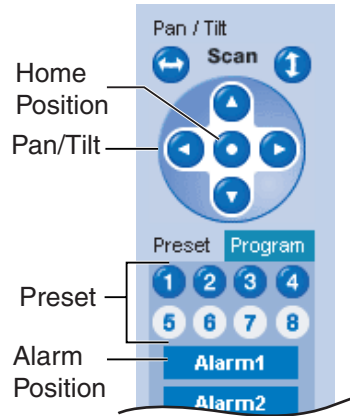 Pan / Tilt
Scan
Home
Position
Pan/Tilt
Preset Program
1 2 3 4
Preset
5 6 7 8
Alarm
Position
Alarm1
Alarm2